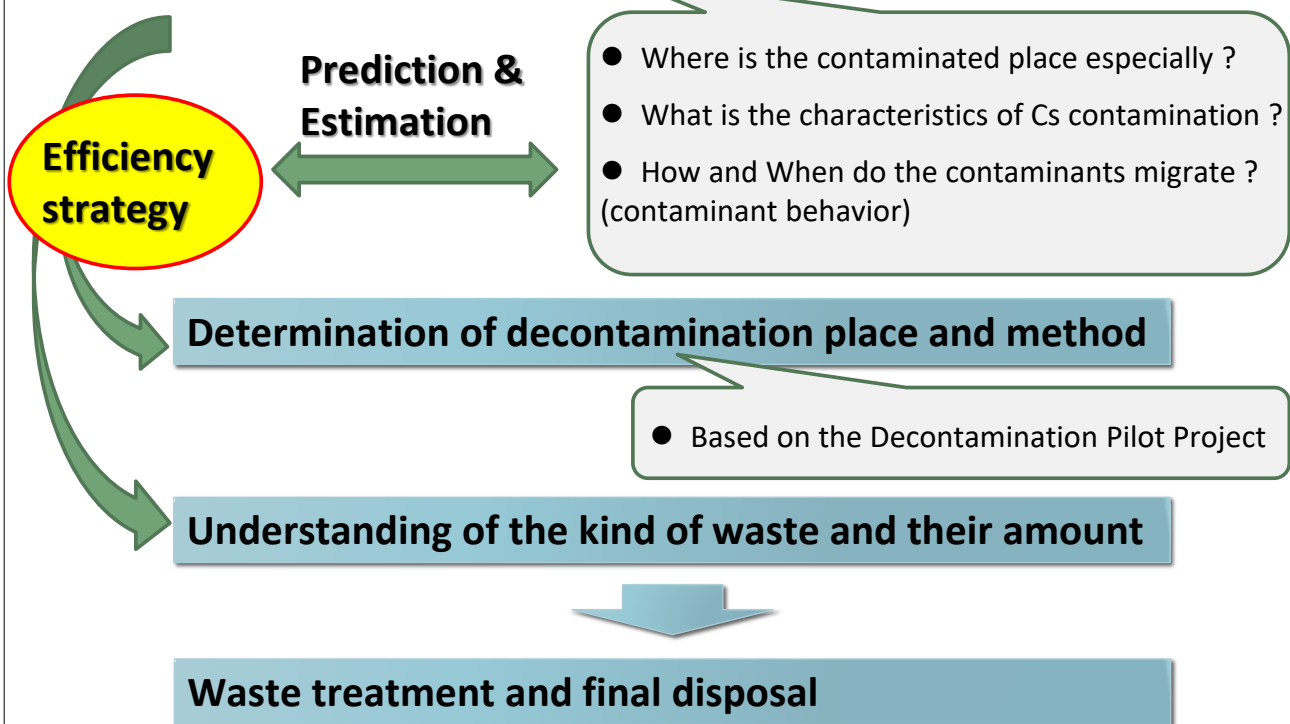 Prediction &
Estimation
Efficiency
strategy
● Where is the contaminated place especially ?
● What is the characteristics of Cs contamination ?
● How and When do the contaminants migrate ?
(contaminant behavior)
Determination of decontamination place and method
● Based on the Decontamination Pilot Project
Understanding of the kind of waste and their amount
Waste treatment and final disposal